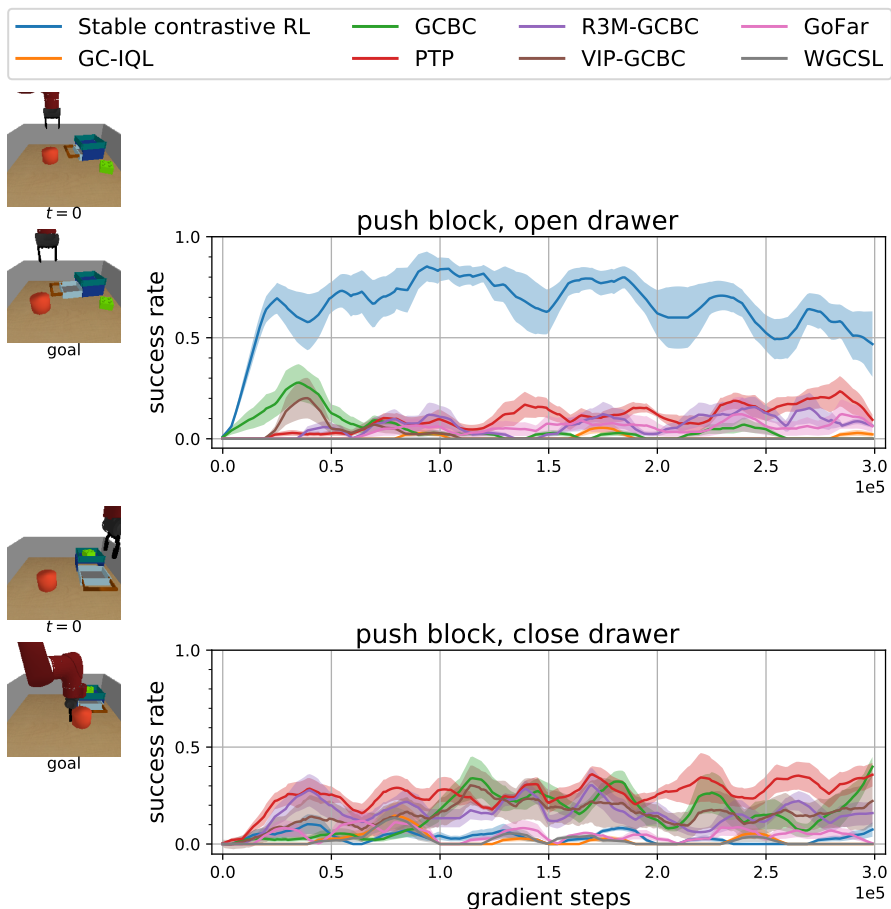 Stable contrastive RL GCBC R3M-GCBC GoFar
GC-IQL PTP VIP-GCBC WGCSL
t = 0
push block, open drawer
goal
success rate
1.0
0.5
0.0
0.0 0.5 1.0 1.5 2.0 2.5 3.0
1e5
t = 0
push block, close drawer
goal
success rate
1.0
0.5
0.0
0.0 0.5 1.0 1.5 2.0 2.5 3.0
1e5
gradient steps